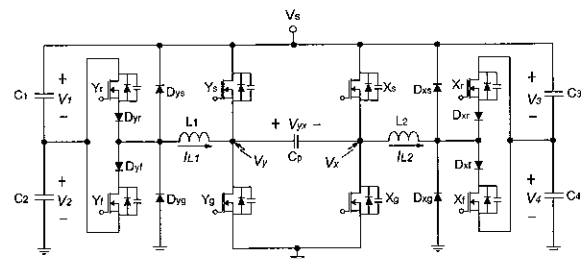 Vs
C1 + V1 − Yr Dyr Dys Ys Xs Dxs Xr Dxr + V3 − C3
L1 IL1 Vy + Vyx − Cp Vx L2 IL2
C2 + V2 − Dyf Yf Dyg Yg Xg Dxg Dxf Xf + V4 − C4